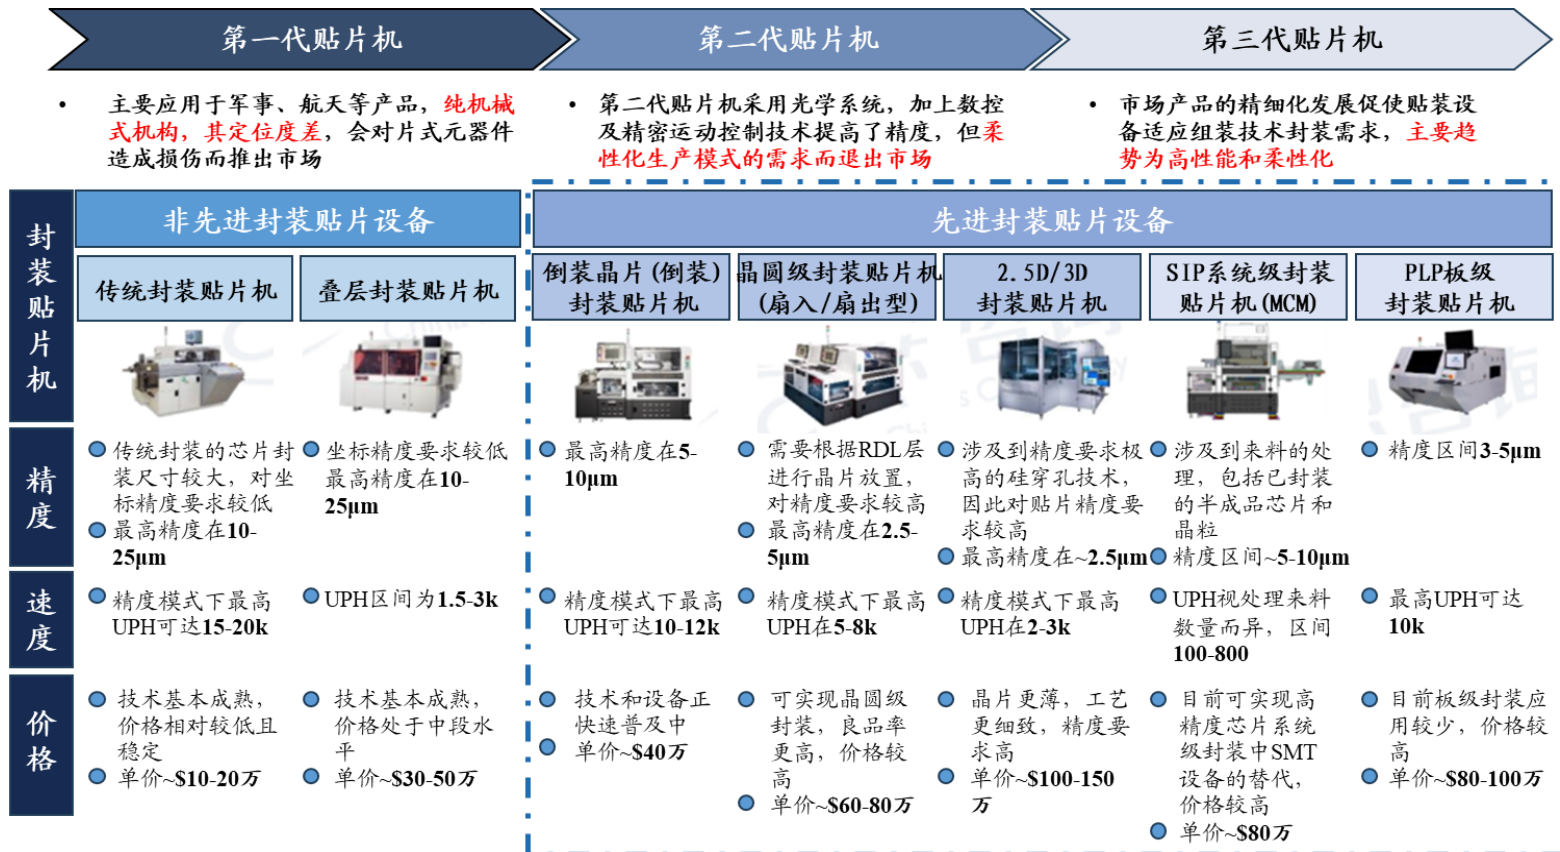 第一代贴片机
第二代贴片机
第三代贴片机
• 主要应用于军事、航天等产品，纯机械
式机构，其定位度差，会对片式元器件
造成损伤而推出市场
• 第二代贴片机采用光学系统，加上数控
及精密运动控制技术提高了精度，但柔
性化生产模式的需求而退出市场
• 市场产品的精细化发展促使贴装设
备适应组装技术封装需求，主要趋
势为高性能和柔性化
封装贴片机
非先进封装贴片设备
先进封装贴片设备
传统封装贴片机
叠层封装贴片机
倒装晶片(倒装)
封装贴片机
晶圆级封装贴片机
(扇入/扇出型)
2.5D/3D
封装贴片机
SIP系统级封装
贴片机(MCM)
PLP板级
封装贴片机
精度
传统封装的芯片封
装尺寸较大，对坐
标精度要求较低
最高精度在10-
25μm
坐标精度要求较低
最高精度在10-
25μm
最高精度在5-
10μm
需要根据RDL层
进行晶片放置，
对精度要求较高
最高精度在2.5-
5μm
涉及到精度要求极
高的硅穿孔技术，
因此对贴片精度要
求较高
最高精度在~2.5μm
涉及到来料的处
理，包括已封装
的半成品芯片和
晶粒
精度区间~5-10μm
精度区间3-5μm
速度
精度模式下最高
UPH可达15-20k
UPH区间为1.5-3k
精度模式下最高
UPH可达10-12k
精度模式下最高
UPH在5-8k
精度模式下最高
UPH在2-3k
UPH视处理来料
数量而异，区间
100-800
最高UPH可达
10k
价格
技术基本成熟，
价格相对较低且
稳定
单价~$10-20万
技术基本成熟，
价格处于中段水
平
单价~$30-50万
技术和设备正
快速普及中
单价~$40万
可实现晶圆级
封装，良品率
更高，价格较
高
单价~$60-80万
晶片更薄，工艺
更细致，精度要
求高
单价~$100-150
万
目前可实现高
精度芯片系统
级封装中SMT
设备的替代，
价格较高
单价~$80万
目前板级封装应
用较少，价格较
高
单价~$80-100万